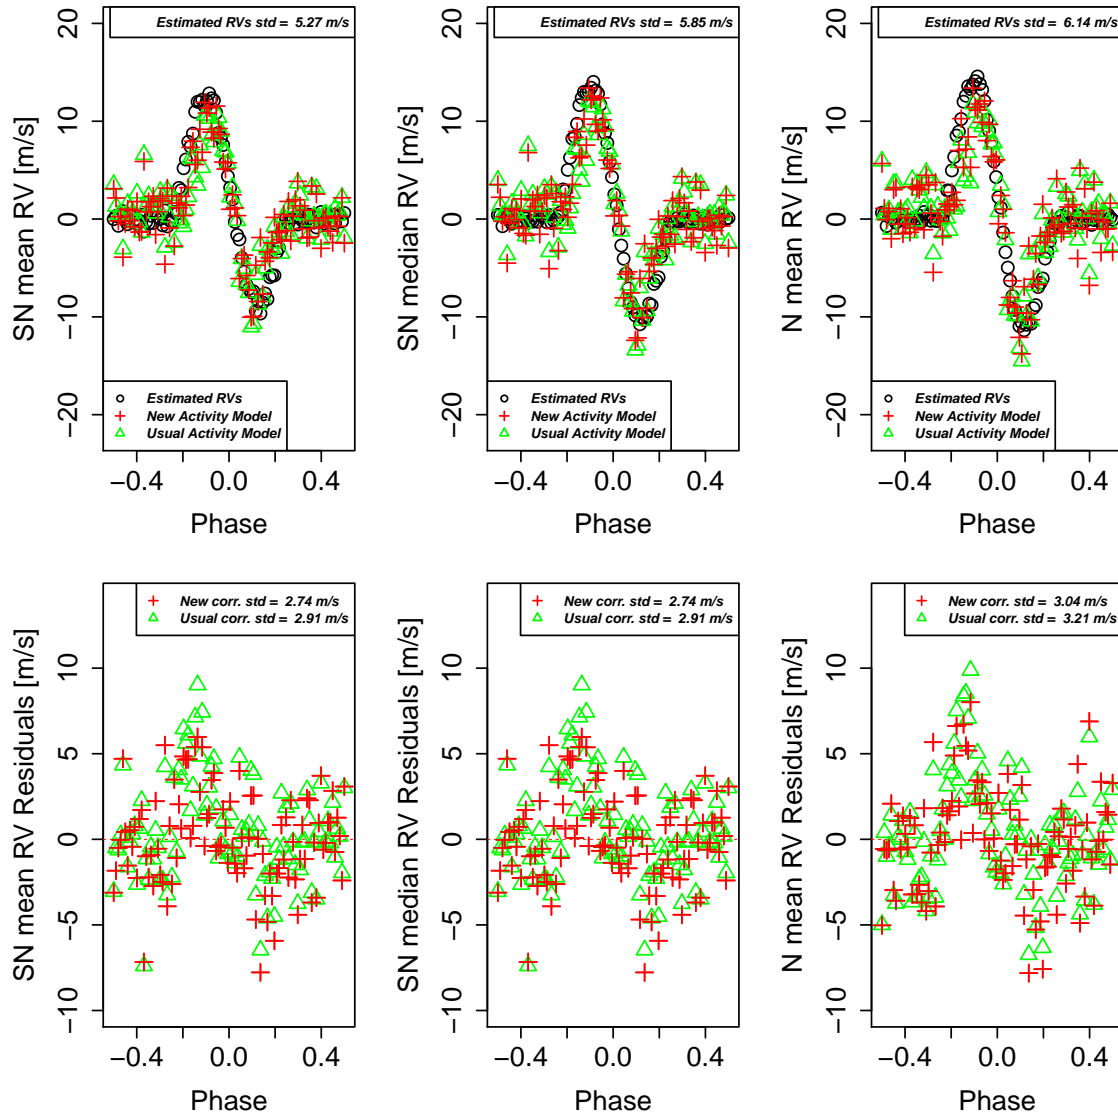 Estimated RVs std = 5.27 m/s
SN mean RV [m/s]
20
10
0
−10
−20
Estimated RVs
New Activity Model
Usual Activity Model
−0.4 0.0 0.4
Phase
Estimated RVs std = 5.85 m/s
SN median RV [m/s]
20
10
0
−10
−20
Estimated RVs
New Activity Model
Usual Activity Model
−0.4 0.0 0.4
Phase
Estimated RVs std = 6.14 m/s
N mean RV [m/s]
20
10
0
−10
−20
Estimated RVs
New Activity Model
Usual Activity Model
−0.4 0.0 0.4
Phase
New corr. std = 2.74 m/s
Usual corr. std = 2.91 m/s
SN mean RV Residuals [m/s]
10
5
0
−5
−10
−0.4 0.0 0.4
Phase
New corr. std = 2.74 m/s
Usual corr. std = 2.91 m/s
SN median RV Residuals [m/s]
10
5
0
−5
−10
−0.4 0.0 0.4
Phase
New corr. std = 3.04 m/s
Usual corr. std = 3.21 m/s
N mean RV Residuals [m/s]
10
5
0
−5
−10
−0.4 0.0 0.4
Phase